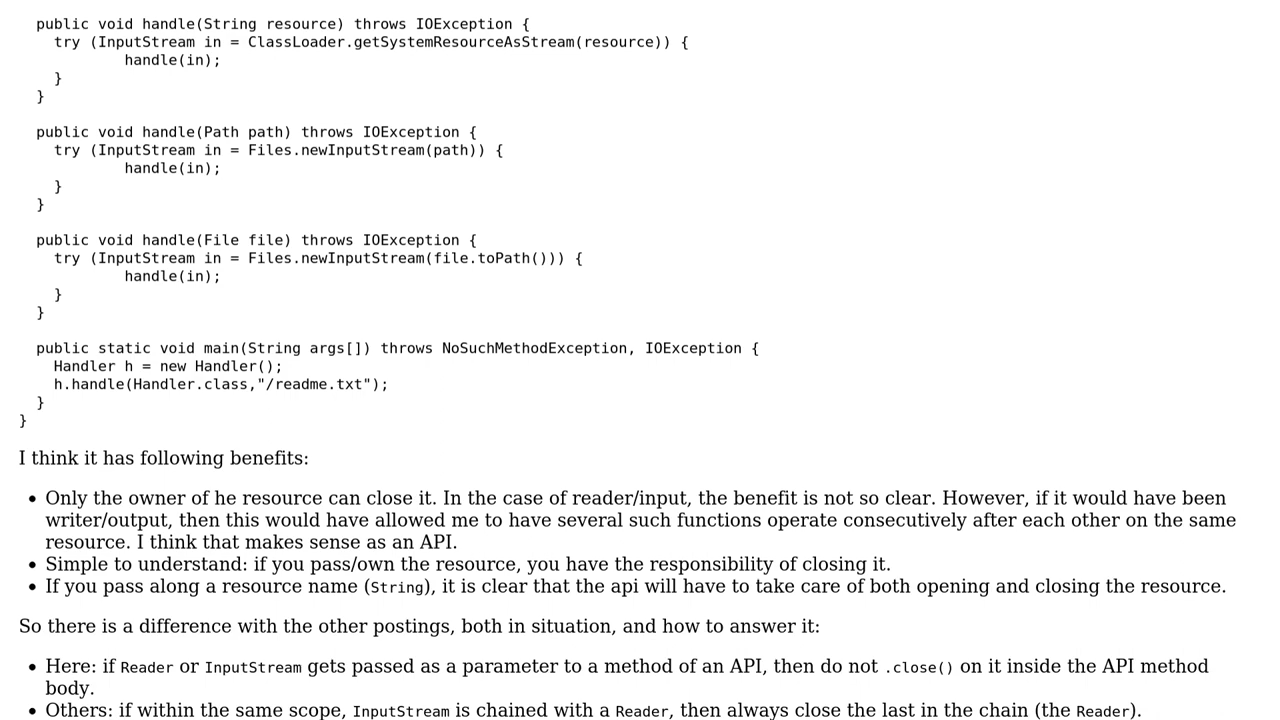 public void handle(String resource) throws IOException {
try (InputStream in = ClassLoader.getSystemResourceAsStream(resource)) {
handle(in);
}
}
public void handle(Path path) throws IOException {
try (InputStream in = Files.newInputStream(path)) {
handle(in);
}
}
public void handle(File file) throws IOException {
try (InputStream in = Files.newInputStream(file.toPath())) {
handle(in);
}
}
public static void main(String args[]) throws NoSuchMethodException, IOException {
Handler h = new Handler();
h.handle(Handler.class,"/readme.txt");
}
}
I think it has following benefits:
• Only the owner of he resource can close it. In the case of reader/input, the benefit is not so clear. However, if it would have been
writer/output, then this would have allowed me to have several such functions operate consecutively after each other on the same
resource. I think that makes sense as an API.
• Simple to understand: if you pass/own the resource, you have the responsibility of closing it.
• If you pass along a resource name (String), it is clear that the api will have to take care of both opening and closing the resource.
So there is a difference with the other postings, both in situation, and how to answer it:
• Here: if Reader or InputStream gets passed as a parameter to a method of an API, then do not .close() on it inside the API method
body.
• Others: if within the same scope, InputStream is chained with a Reader, then always close the last in the chain (the Reader).